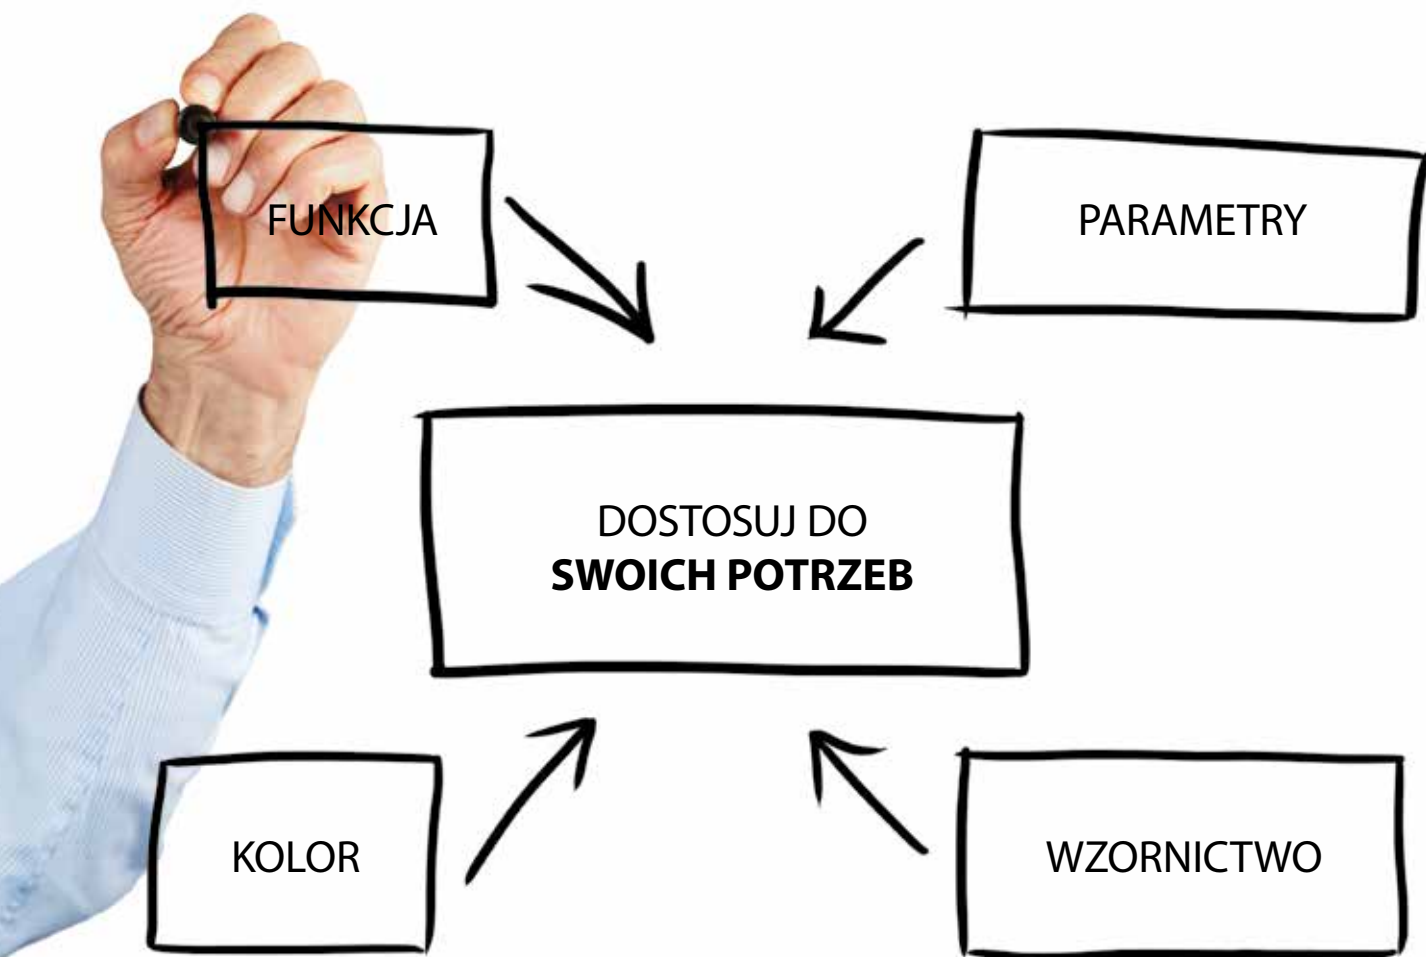 FUNKCJA
PARAMETRY
DOSTOSUJ DO
SWOICH POTRZEB
KOLOR
WZORNICTWO